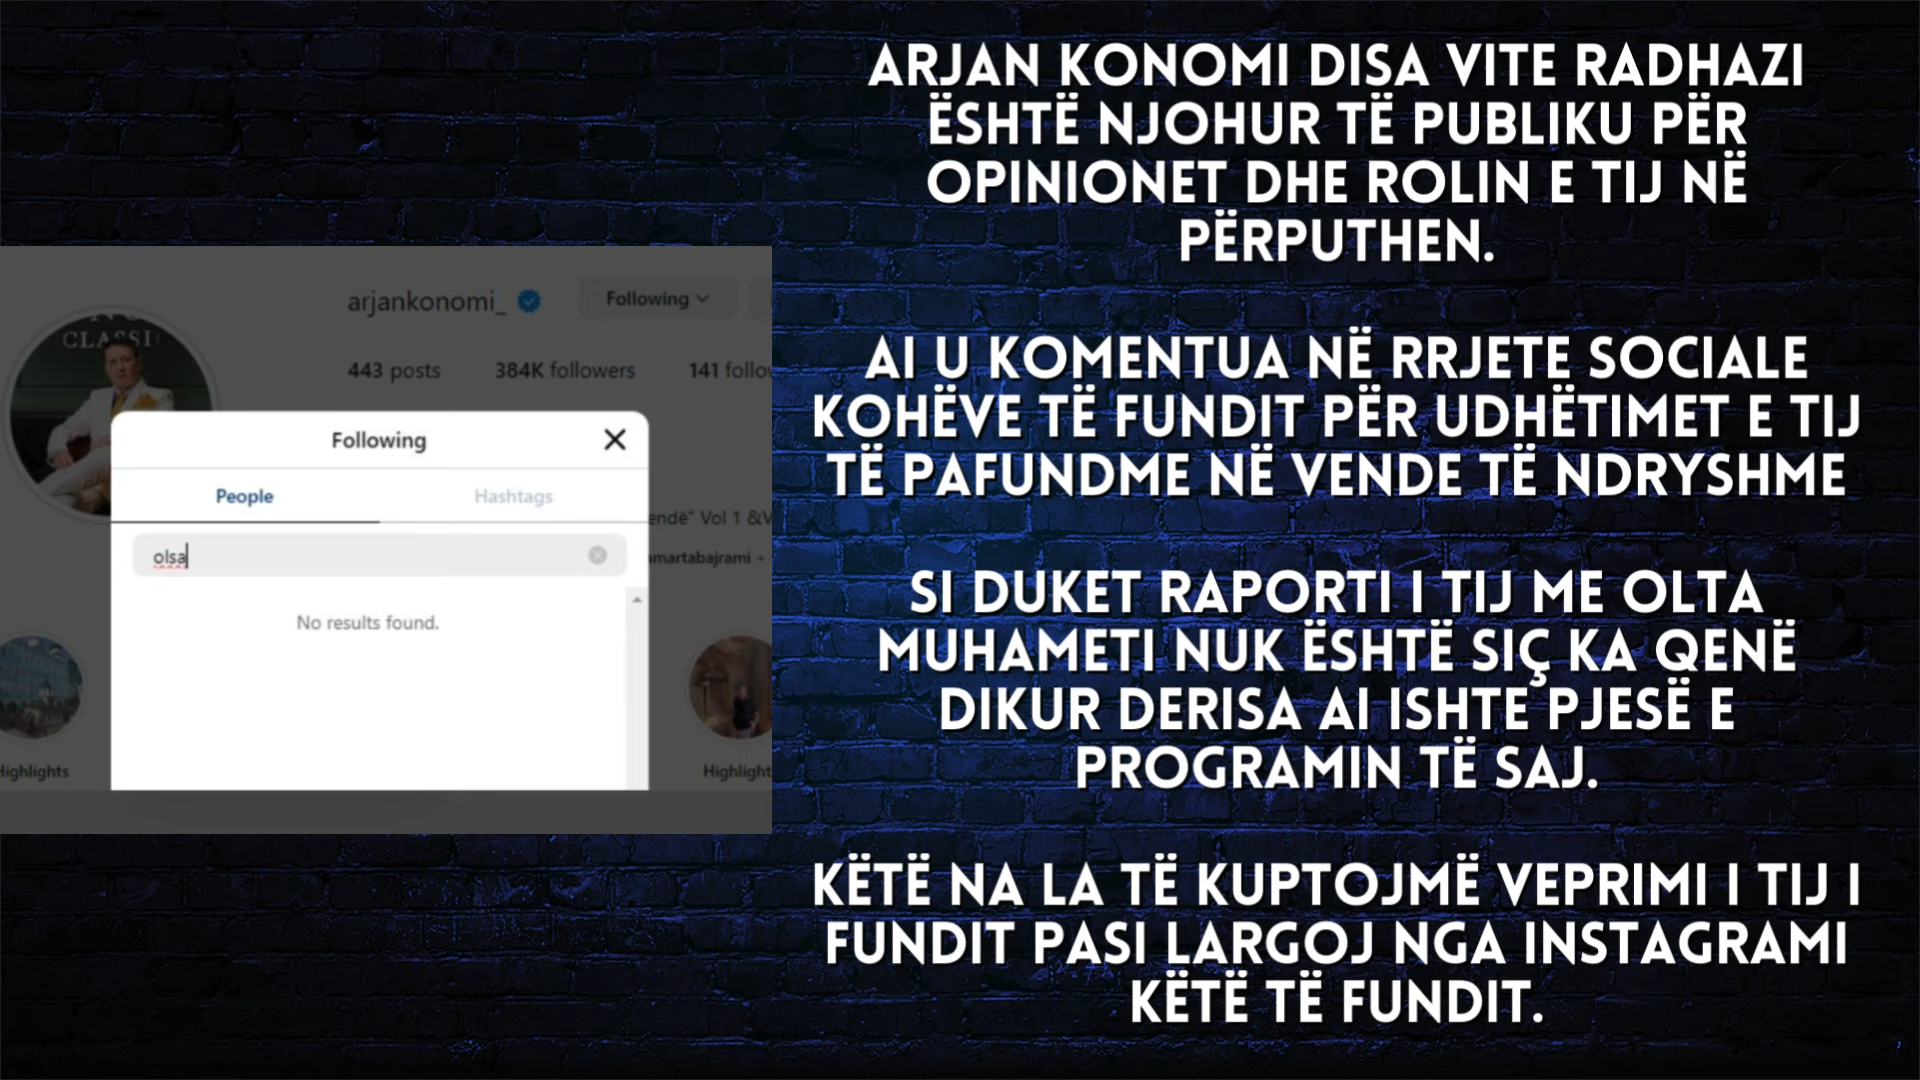 ARJAN KONOMI DISA VITE RADHAZI
ËSHTË NJOHUR TË PUBLIKU PËR
OPINIONET DHE ROLIN E TIJ NË
PËRPUTHEN.
AI U KOMENTUA NË RRJETE SOCIALE
KOHËVE TË FUNDIT PËR UDHËTIMET E TIJ
TË PAFUNDME NË VENDE TË NDRYSHME
SI DUKET RAPORTI I TIJ ME OLTA
MUHAMETI NUK ËSHTË SIÇ KA QENË
DIKUR DERISA AI ISHTE PJESË E
PROGRAMIN TË SAJ.
KËTË NA LA TË KUPTOJMË VEPRIMI I TIJ I
FUNDIT PASI LARGOJ NGA INSTAGRAMI
KËTË TË FUNDIT.
arjankonomi_ Following
CLASSIC
443 posts 384K followers 141 follow
Following
People Hashtags
endë" Vol 1 &V
olsa
martabajrami +
No results found.
Highlights Highlight